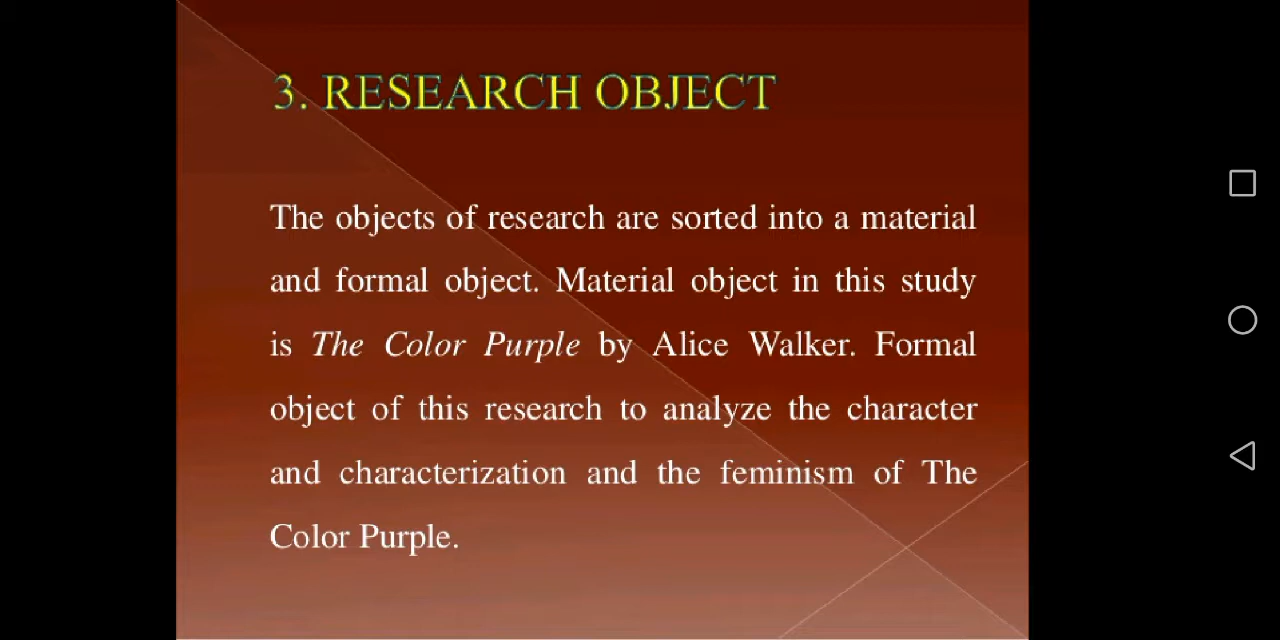 3. RESEARCH OBJECT
The objects of research are sorted into a material
and formal object. Material object in this study
is The Color Purple by Alice Walker. Formal
object of this research to analyze the character
and characterization and the feminism of The
Color Purple.